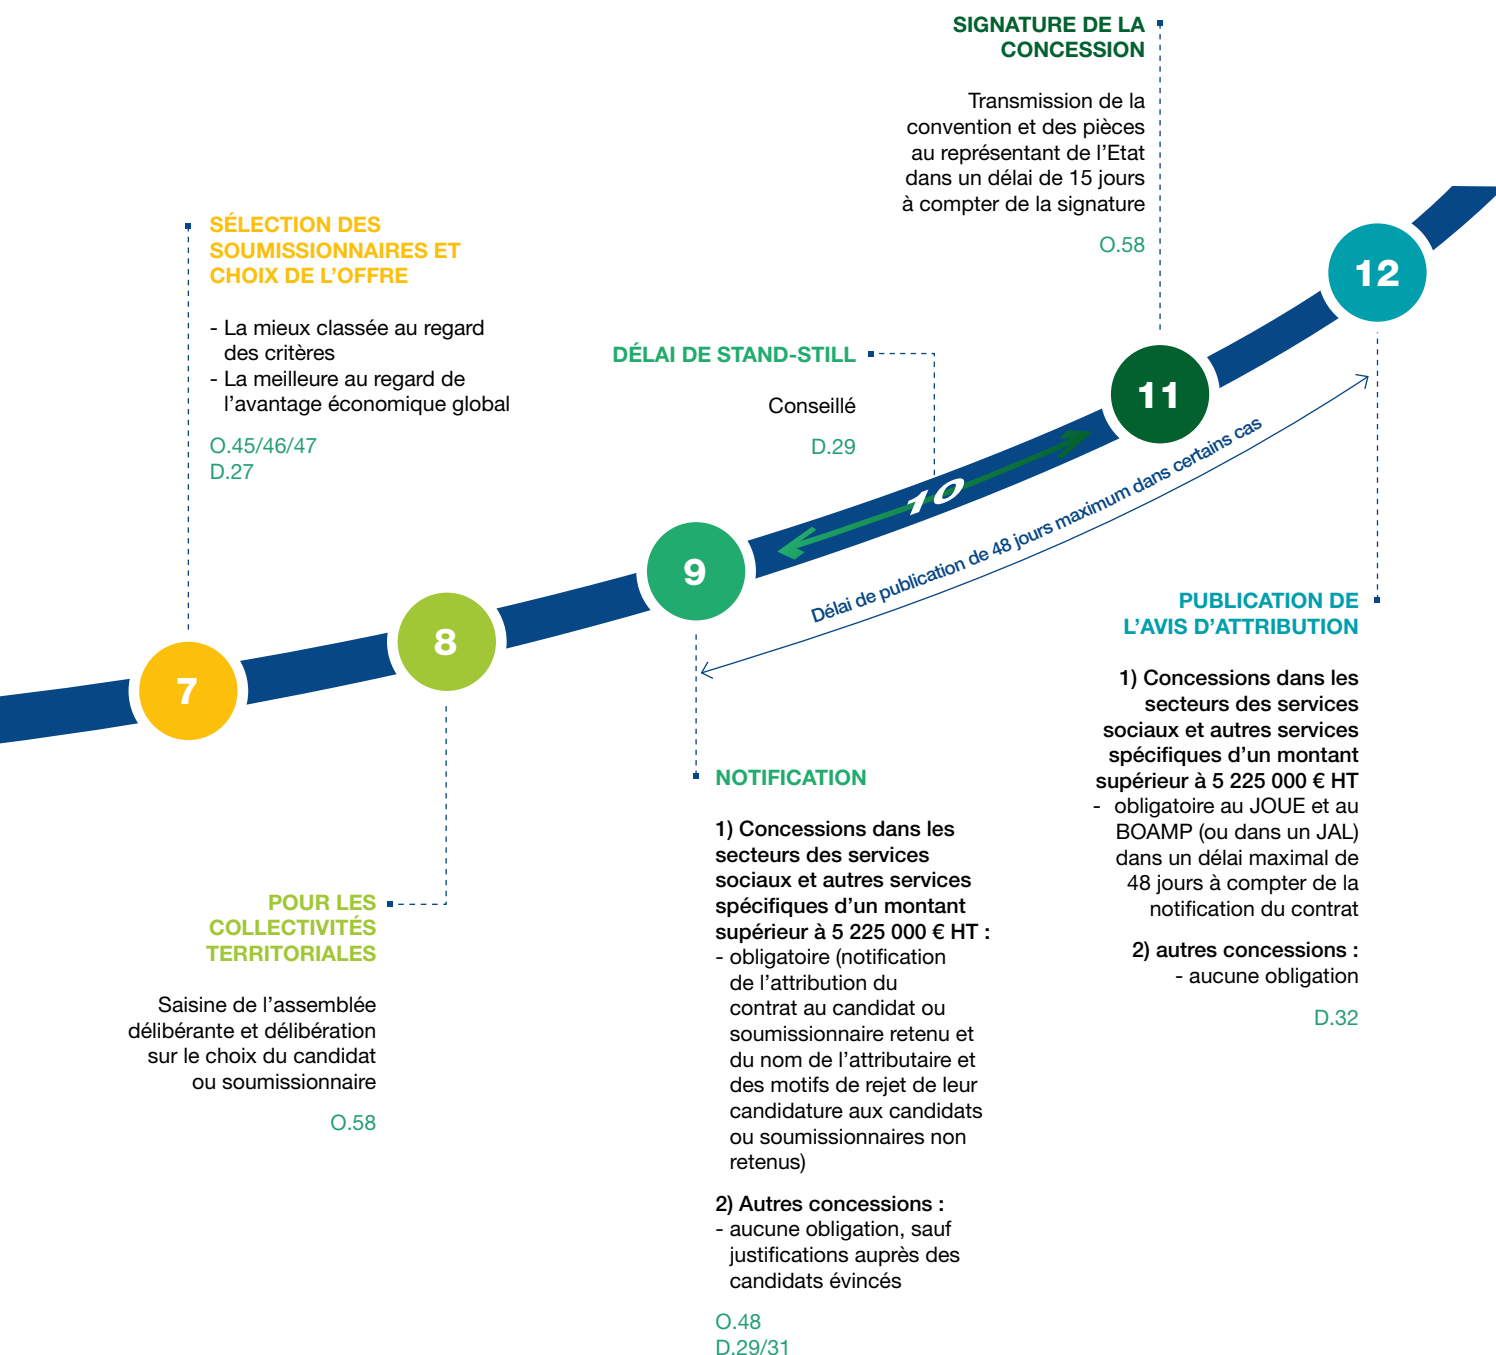 7
SÉLECTION DES
SOUMISSIONNAIRES ET
CHOIX DE L'OFFRE
- La mieux classée au regard
des critères
- La meilleure au regard de
l'avantage économique global
O.45/46/47
D.27
8
POUR LES
COLLECTIVITÉS
TERRITORIALES
Saisine de l'assemblée
délibérante et délibération
sur le choix du candidat
ou soumissionnaire
O.58
9
NOTIFICATION
1) Concessions dans les
secteurs des services
sociaux et autres services
spécifiques d'un montant
supérieur à 5 225 000 € HT :
- obligatoire (notification
de l'attribution du
contrat au candidat ou
soumissionnaire retenu et
du nom de l'attributaire et
des motifs de rejet de leur
candidature aux candidats
ou soumissionnaires non
retenus)
2) Autres concessions :
- aucune obligation, sauf
justifications auprès des
candidats évincés
O.48
D.29/31
DÉLAI DE STAND-STILL
Conseillé
D.29
10
Délai de publication de 48 jours maximum dans certains cas
11
SIGNATURE DE LA
CONCESSION
Transmission de la
convention et des pièces
au représentant de l'Etat
dans un délai de 15 jours
à compter de la signature
O.58
12
PUBLICATION DE
L'AVIS D'ATTRIBUTION
1) Concessions dans les
secteurs des services
sociaux et autres services
spécifiques d'un montant
supérieur à 5 225 000 € HT
- obligatoire au JOUE et au
BOAMP (ou dans un JAL)
dans un délai maximal de
48 jours à compter de la
notification du contrat
2) autres concessions :
- aucune obligation
D.32